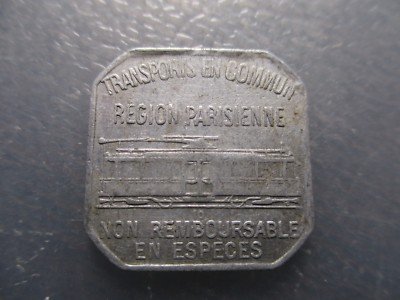 TRANSPORTS EN COMMUN
RÉGION PARISIENNE
NON REMBOURSABLE
EN ESPÈCES